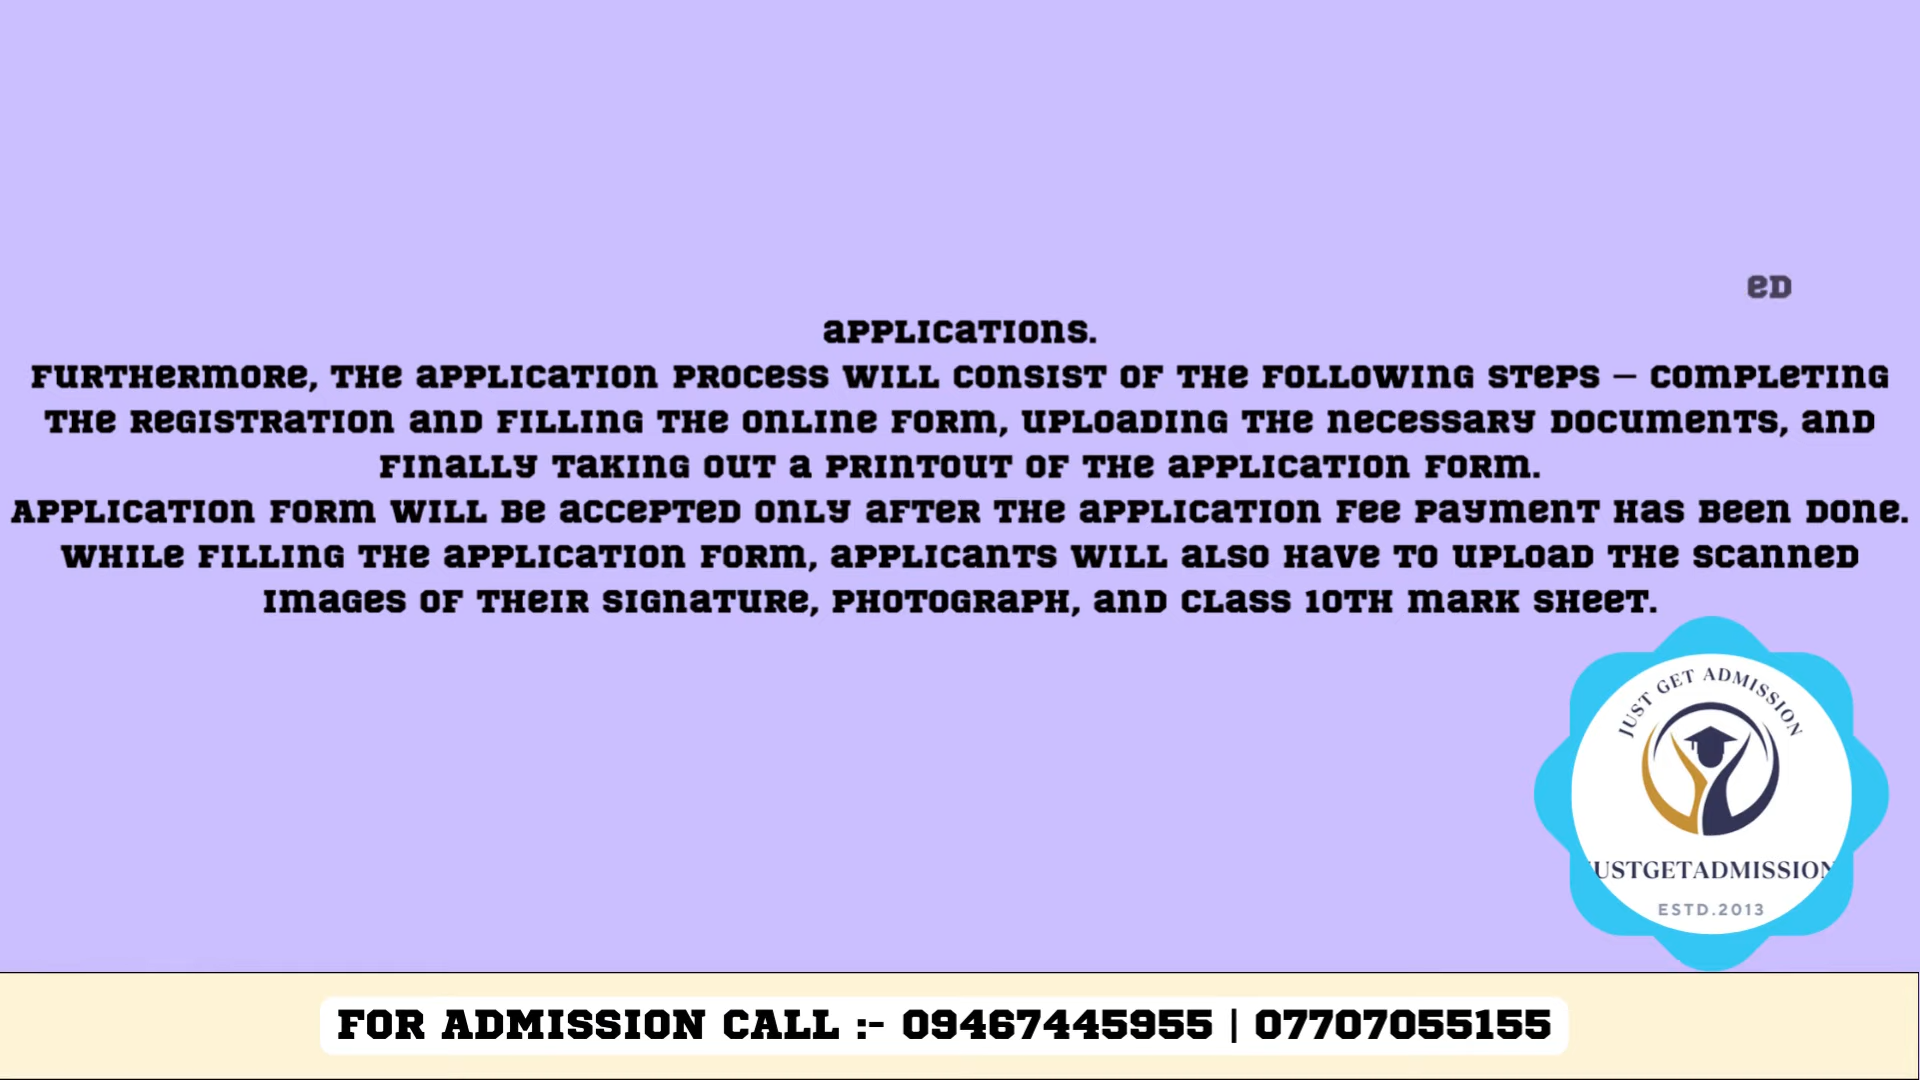 ed
applications.
Furthermore, the application process will consist of the following steps – completing
the registration and filling the online form, uploading the necessary documents, and
finally taking out a printout of the application form.
Application form will be accepted only after the application fee payment has been done.
While filling the application form, applicants will also have to upload the scanned
images of their signature, photograph, and Class 10th mark sheet.
JUST GET ADMISSION
USTGETADMISSION
ESTD.2013
FOR ADMISSION CALL :- 09467445955 | 07707055155